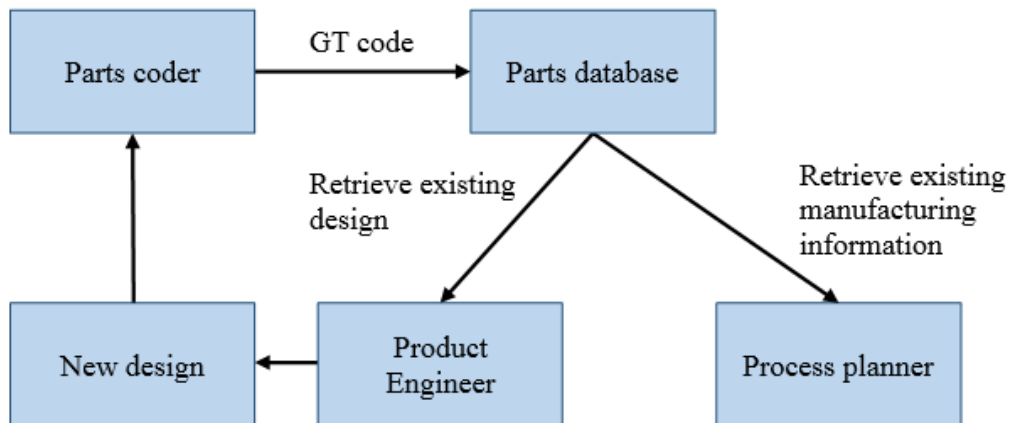 GT code
Parts coder
Parts database
Retrieve existing
design
Retrieve existing
manufacturing
information
New design
Product
Engineer
Process planner